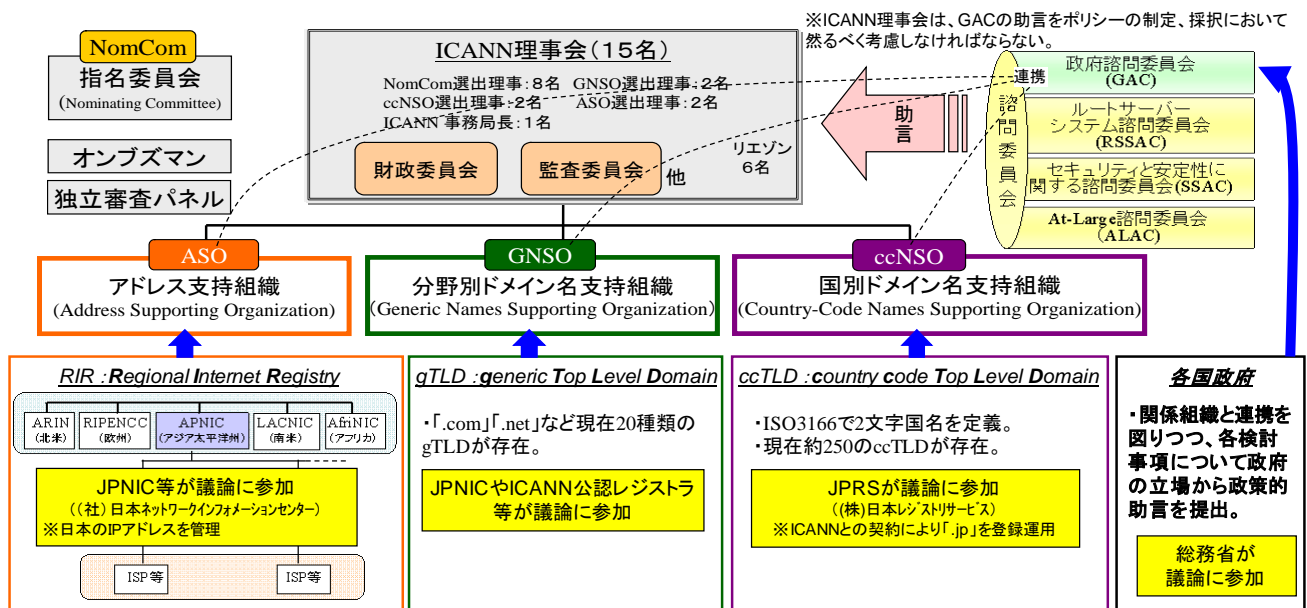 ※ICANN理事会は、GACの助言をポリシーの制定、採択において
然るべく考慮しなければならない。
NomCom
指名委員会
(Nominating Committee)
オンブズマン
独立審査パネル
ICANN理事会(15名)
NomCom選出理事:8名 GNSO選出理事:2名
ccNSO選出理事:2名 ASO選出理事:2名
ICANN 事務局長:1名
財政委員会
監査委員会
他
リエゾン
6名
助言
連携
諮問委員会
政府諮問委員会
(GAC)
ルートサーバー
システム諮問委員会
(RSSAC)
セキュリティと安定性に
関する諮問委員会(SSAC)
At-Large諮問委員会
(ALAC)
ASO
アドレス支持組織
(Address Supporting Organization)
GNSO
分野別ドメイン名支持組織
(Generic Names Supporting Organization)
ccNSO
国別ドメイン名支持組織
(Country-Code Names Supporting Organization)
RIR :Regional Internet Registry
ARIN
(北米)
RIPENCC
(欧州)
APNIC
(アジア太平洋州)
LACNIC
(南米)
AfriNIC
(アフリカ)
JPNIC等が議論に参加
((社)日本ネットワークインフォメーションセンター)
※日本のIPアドレスを管理
ISP等
ISP等
gTLD :generic Top Level Domain
・「.com」「.net」など現在20種類の
gTLDが存在。
JPNICやICANN公認レジストラ
等が議論に参加
ccTLD :country code Top Level Domain
・ISO3166で2文字国名を定義。
・現在約250のccTLDが存在。
JPRSが議論に参加
((株)日本レジストリサービス)
※ICANNとの契約により「.jp」を登録運用
各国政府
・関係組織と連携を
図りつつ、各検討
事項について政府
の立場から政策的
助言を提出。
総務省が
議論に参加